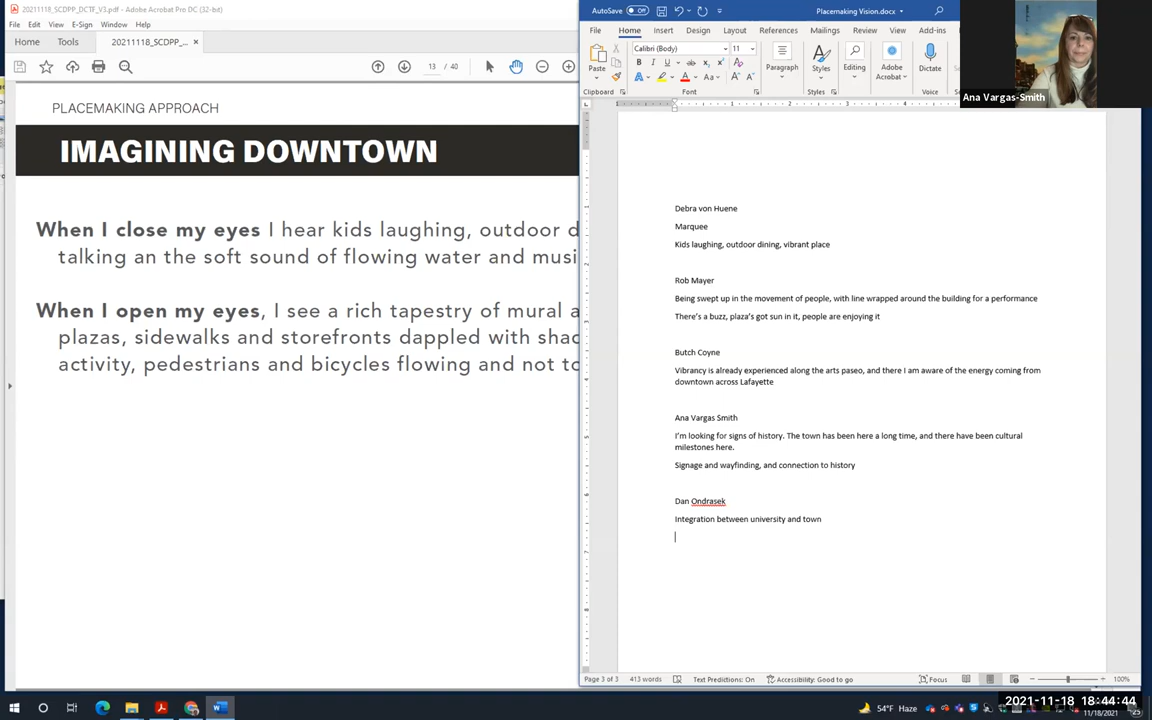 20211118_SCDPP_DCTF_V3.pdf - Adobe Acrobat Pro DC (32-bit)
File Edit View E-Sign Window Help
Home Tools 20211118_SCDPP_... ×
13 / 40
PLACEMAKING APPROACH
IMAGINING DOWNTOWN
When I close my eyes I hear kids laughing, outdoor d
talking an the soft sound of flowing water and musi
When I open my eyes, I see a rich tapestry of mural a
plazas, sidewalks and storefronts dappled with shac
activity, pedestrians and bicycles flowing and not to
AutoSave Off Placemaking Vision.docx
File Home Insert Draw Design Layout References Mailings Review View
Calibri (Body) 11
Paste Paragraph Styles Editing Adobe Acrobat Dictate
Clipboard Font Styles Voice
Debra von Huene
Marquee
Kids laughing, outdoor dining, vibrant place
Rob Mayer
Being swept up in the movement of people, with line wrapped around the building for a performance
There's a buzz, plaza's got sun in it, people are enjoying it
Butch Coyne
Vibrancy is already experienced along the arts paseo, and there I am aware of the energy coming from
downtown across Lafayette
Ana Vargas Smith
I'm looking for signs of history. The town has been here a long time, and there have been cultural
milestones here.
Signage and wayfinding, and connection to history
Dan Ondrasek
Integration between university and town
Page 3 of 3 413 words Text Predictions: On Accessibility: Good to go Focus 100%
Ana Vargas-Smith
54°F Haze
2021-11-18 18:44:44
11/18/2021